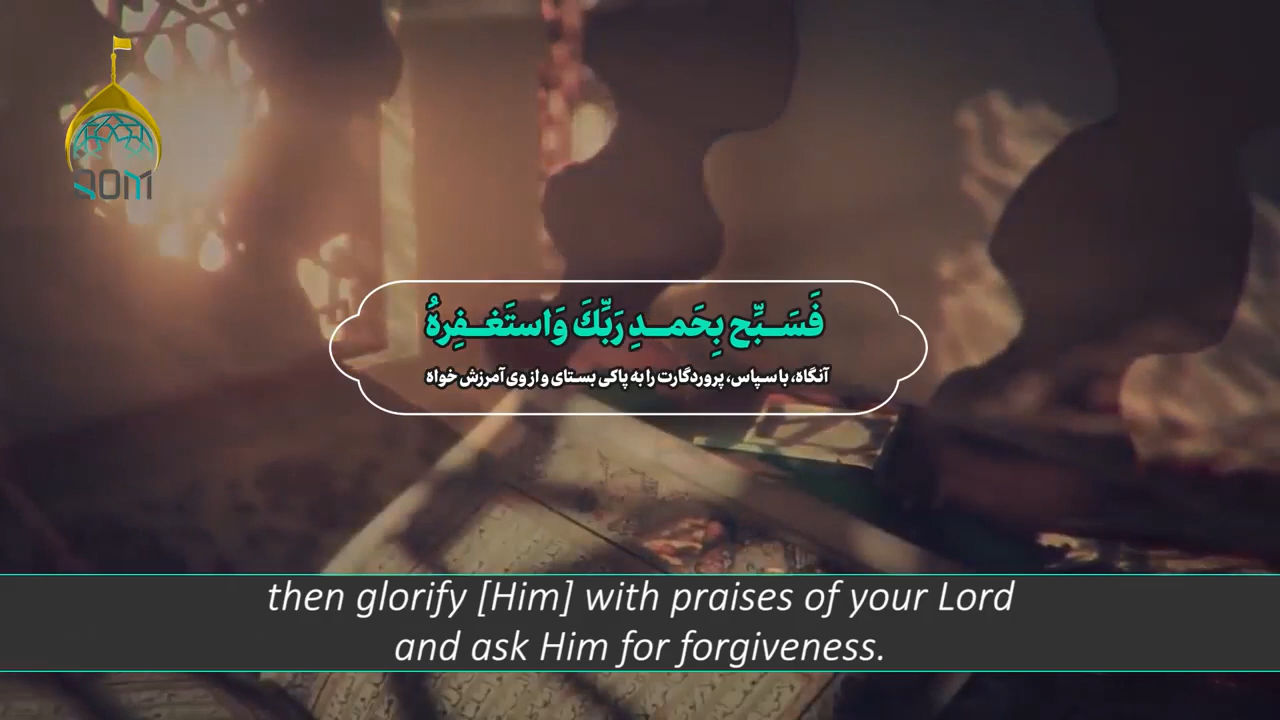 QOM
فَسَبِّح بِحَمدِ رَبِّكَ وَاستَغفِرهُ
آنگاه، با سپاس، پروردگارت را به پاکی بستای و از وی آمرزش خواه
then glorify [Him] with praises of your Lord
and ask Him for forgiveness.